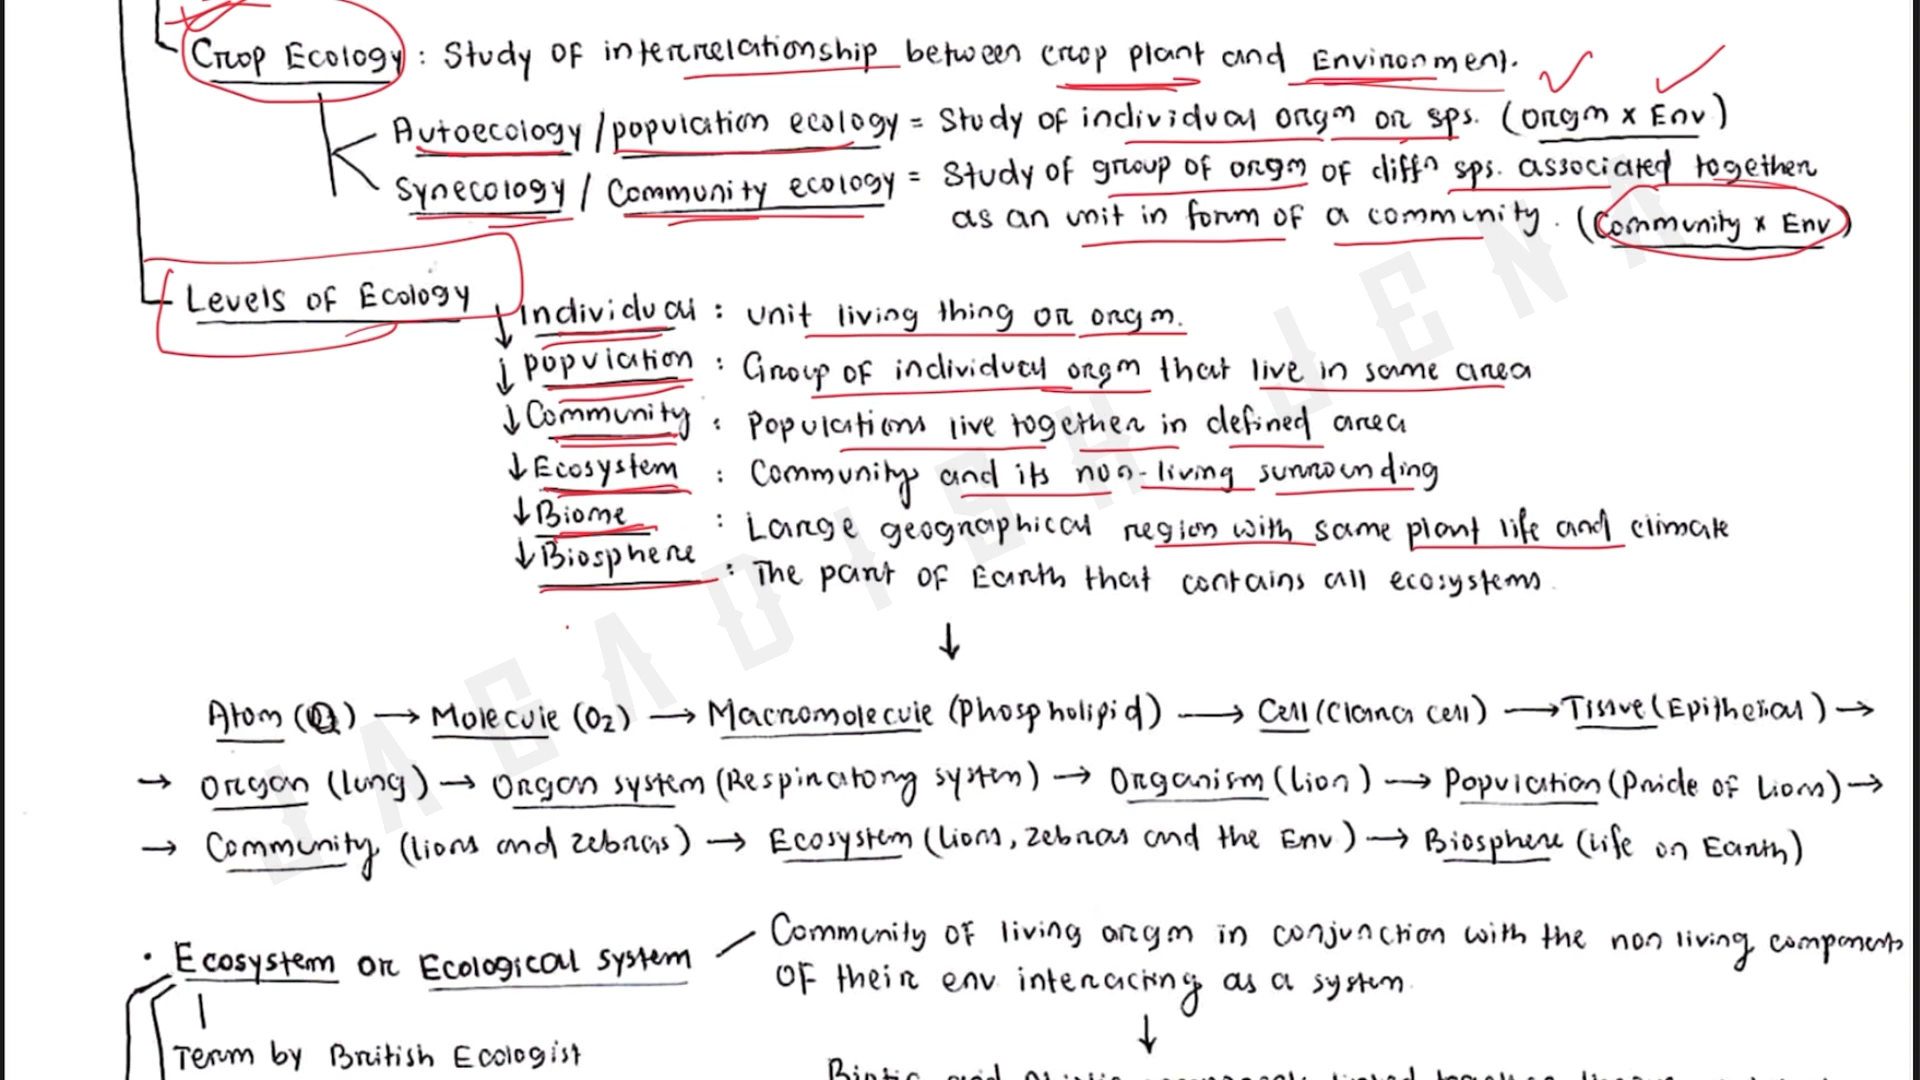 Crop Ecology : Study of interrelationship between crop plant and Environment.
Autoecology / population ecology = Study of individual orgm or sps. (orgm x Env)
Synecology / Community ecology = Study of group of orgm of diffn sps. associated together
as an unit in form of a community. (Community x Env)
Levels of Ecology
↓ Individual : unit living thing or orgm.
↓ population : Group of individual orgm that live in same area
↓ Community : Populations live together in defined area
↓ Ecosystem : Community and its non-living surrounding
↓ Biome : Large geographical region with same plant life and climate
↓ Biosphere : The part of Earth that contains all ecosystems.
↓
Atom ( ) → Molecule (O2) → Macromolecule (Phospholipid) → Cell (Clara cell) → Tissue (Epithelial) →
→ Organ (lung) → Organ system (Respiratory system) → Organism (Lion) → Population (Pride of Lions) →
→ Community (lions and zebras) → Ecosystem (Lions, zebras and the Env) → Biosphere (Life on Earth)
· Ecosystem or Ecological system — Community of living orgm in conjunction with the non living components
of their env interacting as a system.
↓
Term by British Ecologist
JAGADISH JENA